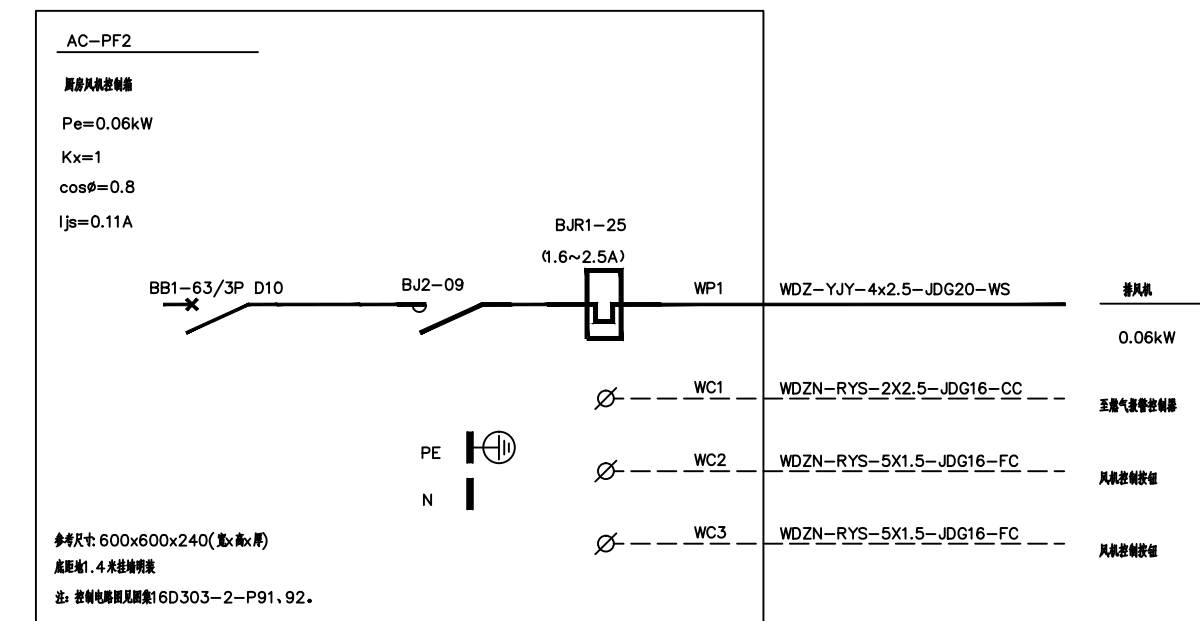 AC-PF2
厨房风机控制箱
Pe=0.06kW
Kx=1
cosø=0.8
Ijs=0.11A
BJR1-25
(1.6~2.5A)
BB1-63/3P D10
BJ2-09
WP1
WDZ-YJY-4x2.5-JDG20-WS
排风机
0.06kW
WC1
WDZN-RYS-2X2.5-JDG16-CC
至燃气报警控制器
PE
WC2
WDZN-RYS-5X1.5-JDG16-FC
风机控制按钮
N
WC3
WDZN-RYS-5X1.5-JDG16-FC
风机控制按钮
参考尺寸: 600x600x240(宽x高x厚)
底距地1.4米挂墙明装
注: 控制电路图见图集16D303-2-P91、92。